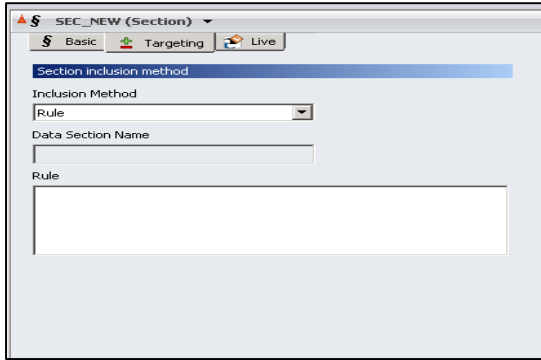 § SEC_NEW (Section)
§ Basic Targeting Live
Section inclusion method
Inclusion Method
Rule
Data Section Name
Rule